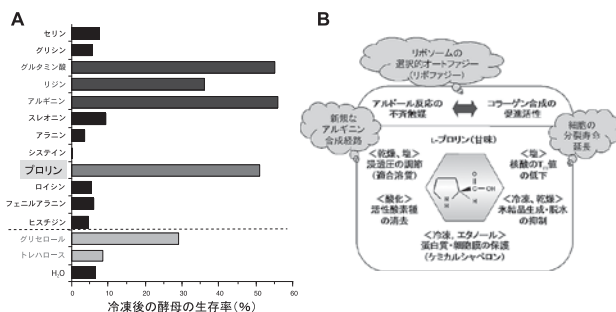 A
セリン
グリシン
グルタミン酸
リジン
アルギニン
スレオニン
アラニン
システイン
プロリン
ロイシン
フェニルアラニン
ヒスチジン
グリセロール
トレハロース
H₂O
0 10 20 30 40 50 60
冷凍後の酵母の生存率(%)
B
リボソームの
選択的オートファジー
(リボファジー)
アルドール反応の
不斉触媒
コラーゲン合成の
促進活性
新規な
アルギニン
合成経路
細胞の
分裂寿命
延長
L-プロリン(甘味)
<乾燥、塩>
浸透圧の調節
(適合溶質)
<塩>
核酸のTm値
の低下
<酸化>
活性酸素種
の消去
<冷凍、乾燥>
氷結晶生成・脱水
の抑制
O
C OH
N
H
H
<冷凍、エタノール>
蛋白質・細胞膜の保護
(ケミカルシャペロン)